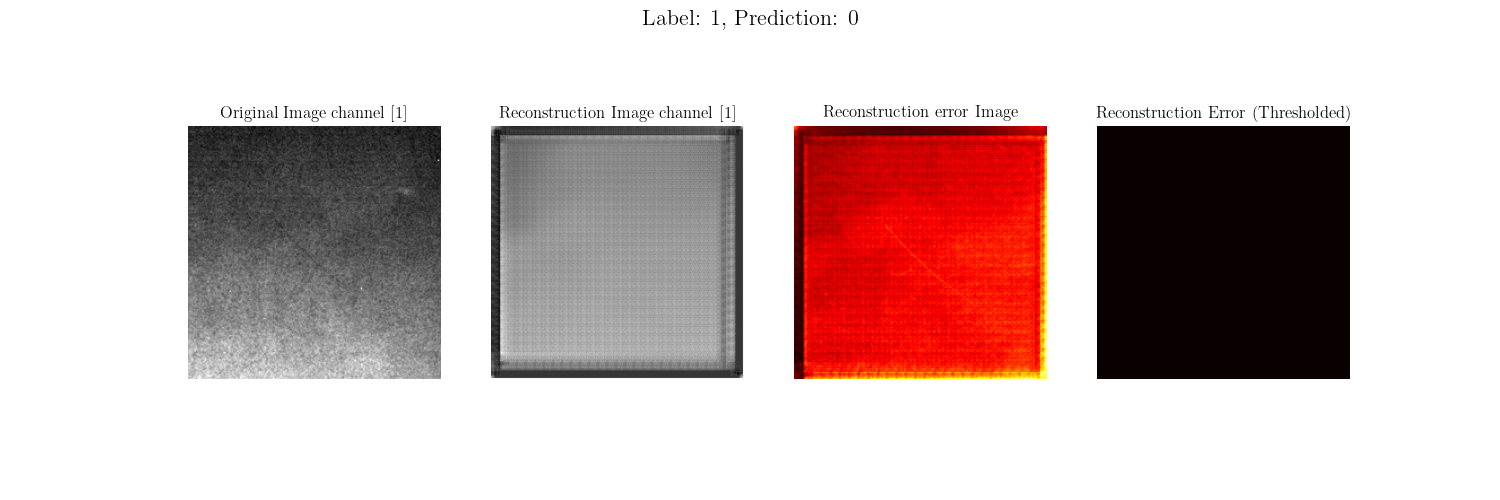 Label: 1, Prediction: 0
Original Image channel [1]
Reconstruction Image channel [1]
Reconstruction error Image
Reconstruction Error (Thresholded)